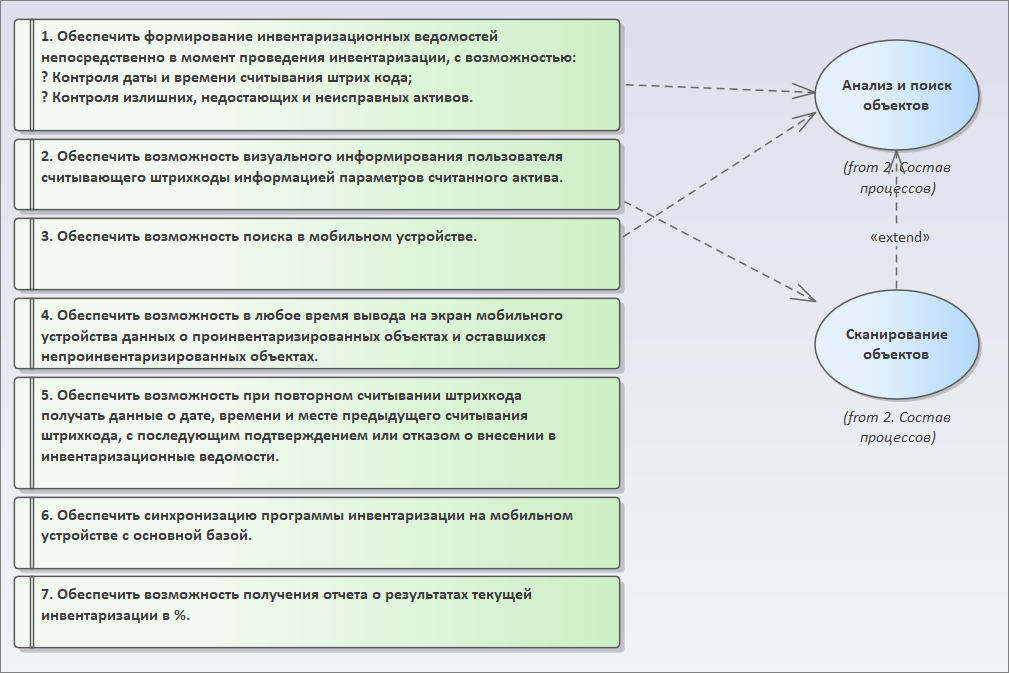 1. Обеспечить формирование инвентаризационных ведомостей
непосредственно в момент проведения инвентаризации, с возможностью:
? Контроля даты и времени считывания штрих кода;
? Контроля излишних, недостающих и неисправных активов.
2. Обеспечить возможность визуального информирования пользователя
считывающего штрихкоды информацией параметров считанного актива.
3. Обеспечить возможность поиска в мобильном устройстве.
4. Обеспечить возможность в любое время вывода на экран мобильного
устройства данных о проинвентаризированных объектах и оставшихся
непроинвентаризированных объектах.
5. Обеспечить возможность при повторном считывании штрихкода
получать данные о дате, времени и месте предыдущего считывания
штрихкода, с последующим подтверждением или отказом о внесении в
инвентаризационные ведомости.
6. Обеспечить синхронизацию программы инвентаризации на мобильном
устройстве с основной базой.
7. Обеспечить возможность получения отчета о результатах текущей
инвентаризации в %.
Анализ и поиск
объектов
(from 2. Состав
процессов)
«extend»
Сканирование
объектов
(from 2. Состав
процессов)